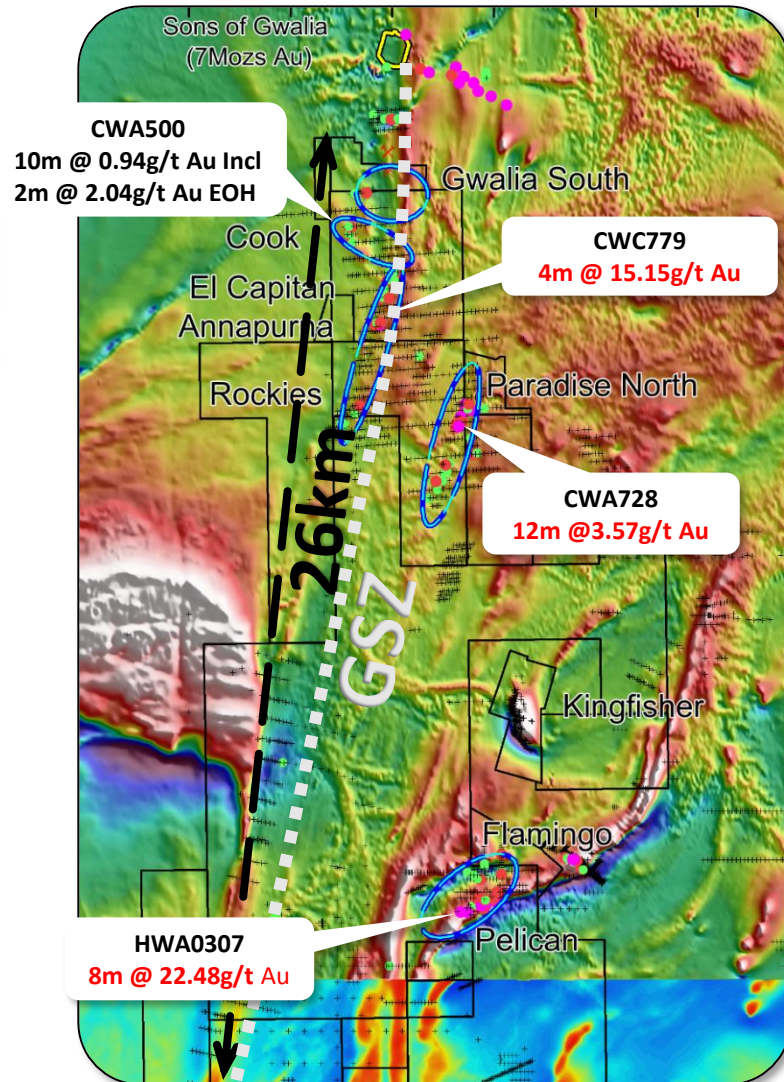 Sons of Gwalia
(7Mozs Au)
CWA500
10m @ 0.94g/t Au Incl
2m @ 2.04g/t Au EOH
Gwalia South
Cook
CWC779
4m @ 15.15g/t Au
El Capitan
Annapurna
Rockies
Paradise North
26km
CWA728
12m @3.57g/t Au
GSZ
Kingfisher
Flamingo
HWA0307
8m @ 22.48g/t Au
Pelican